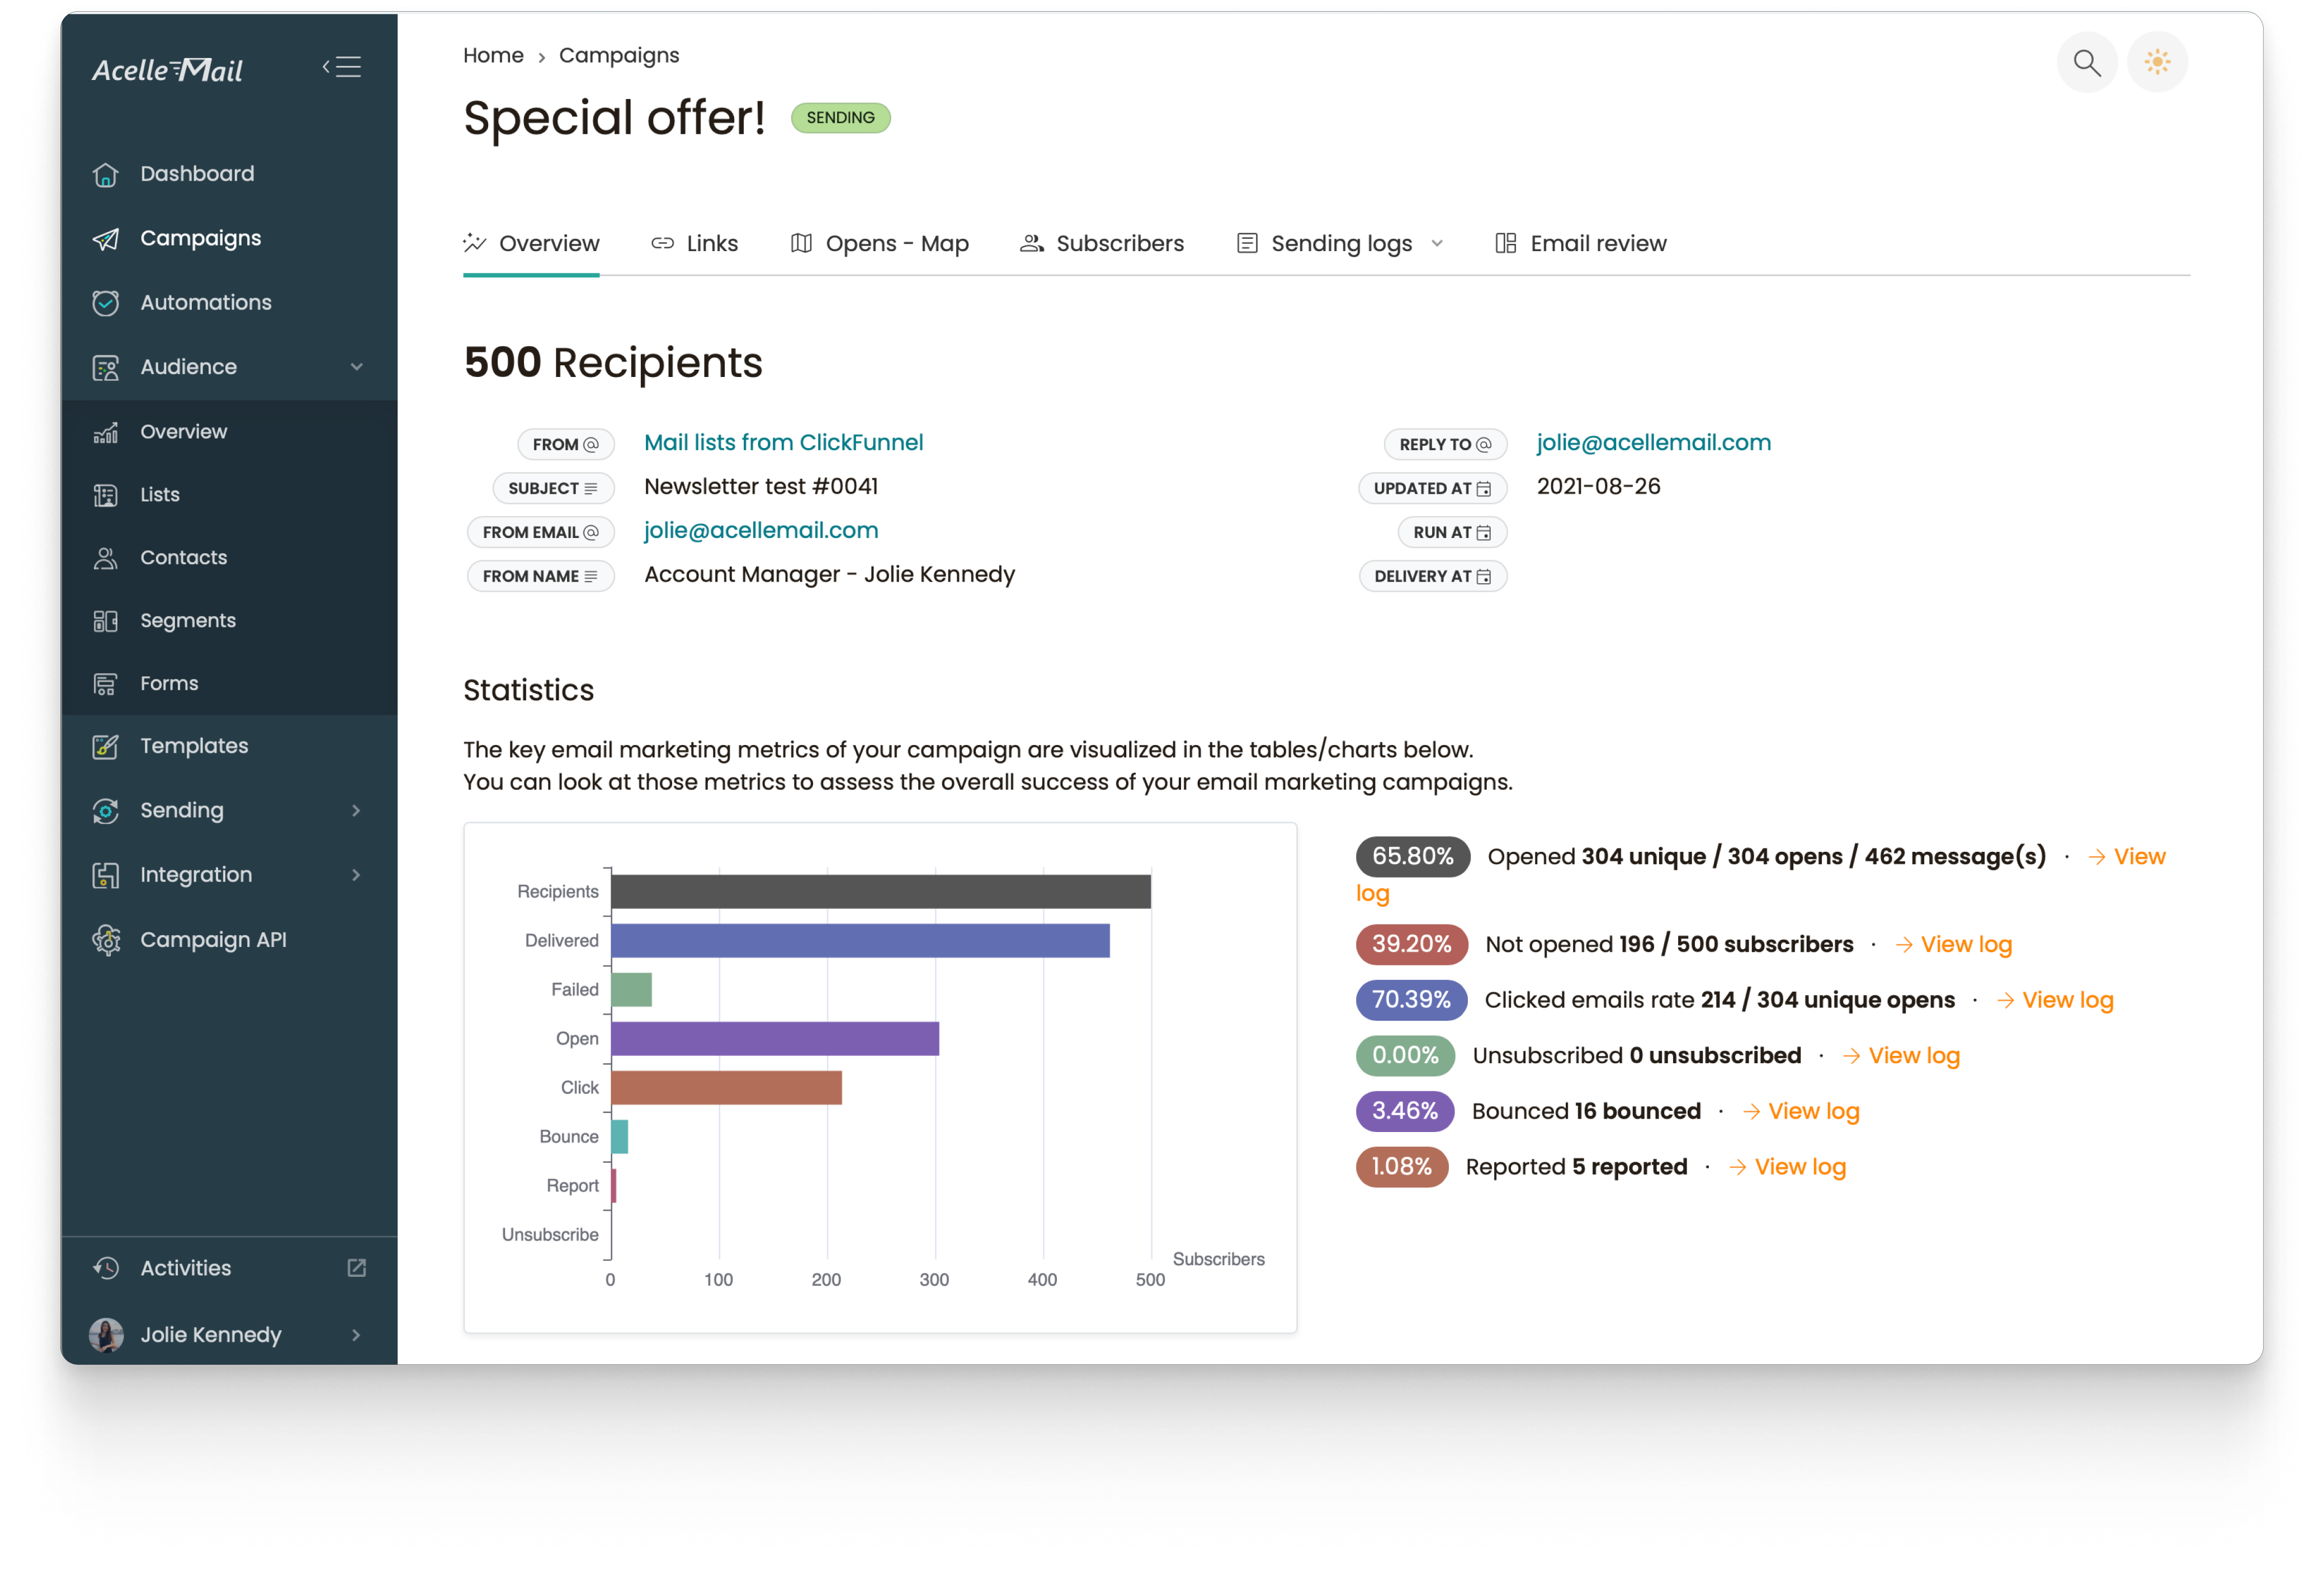 AcelleMail
Dashboard
Campaigns
Automations
Audience
Overview
Lists
Contacts
Segments
Forms
Templates
Sending
Integration
Campaign API
Activities
Jolie Kennedy
Home › Campaigns
Special offer! SENDING
Overview Links Opens - Map Subscribers Sending logs Email review
500 Recipients
FROM @ Mail lists from ClickFunnel
SUBJECT Newsletter test #0041
FROM EMAIL @ jolie@acellemail.com
FROM NAME Account Manager - Jolie Kennedy
REPLY TO @ jolie@acellemail.com
UPDATED AT 2021-08-26
RUN AT
DELIVERY AT
Statistics
The key email marketing metrics of your campaign are visualized in the tables/charts below.
You can look at those metrics to assess the overall success of your email marketing campaigns.
Recipients
Delivered
Failed
Open
Click
Bounce
Report
Unsubscribe
Subscribers
0 100 200 300 400 500
65.80% Opened 304 unique / 304 opens / 462 message(s) · → View
log
39.20% Not opened 196 / 500 subscribers · → View log
70.39% Clicked emails rate 214 / 304 unique opens · → View log
0.00% Unsubscribed 0 unsubscribed · → View log
3.46% Bounced 16 bounced · → View log
1.08% Reported 5 reported · → View log